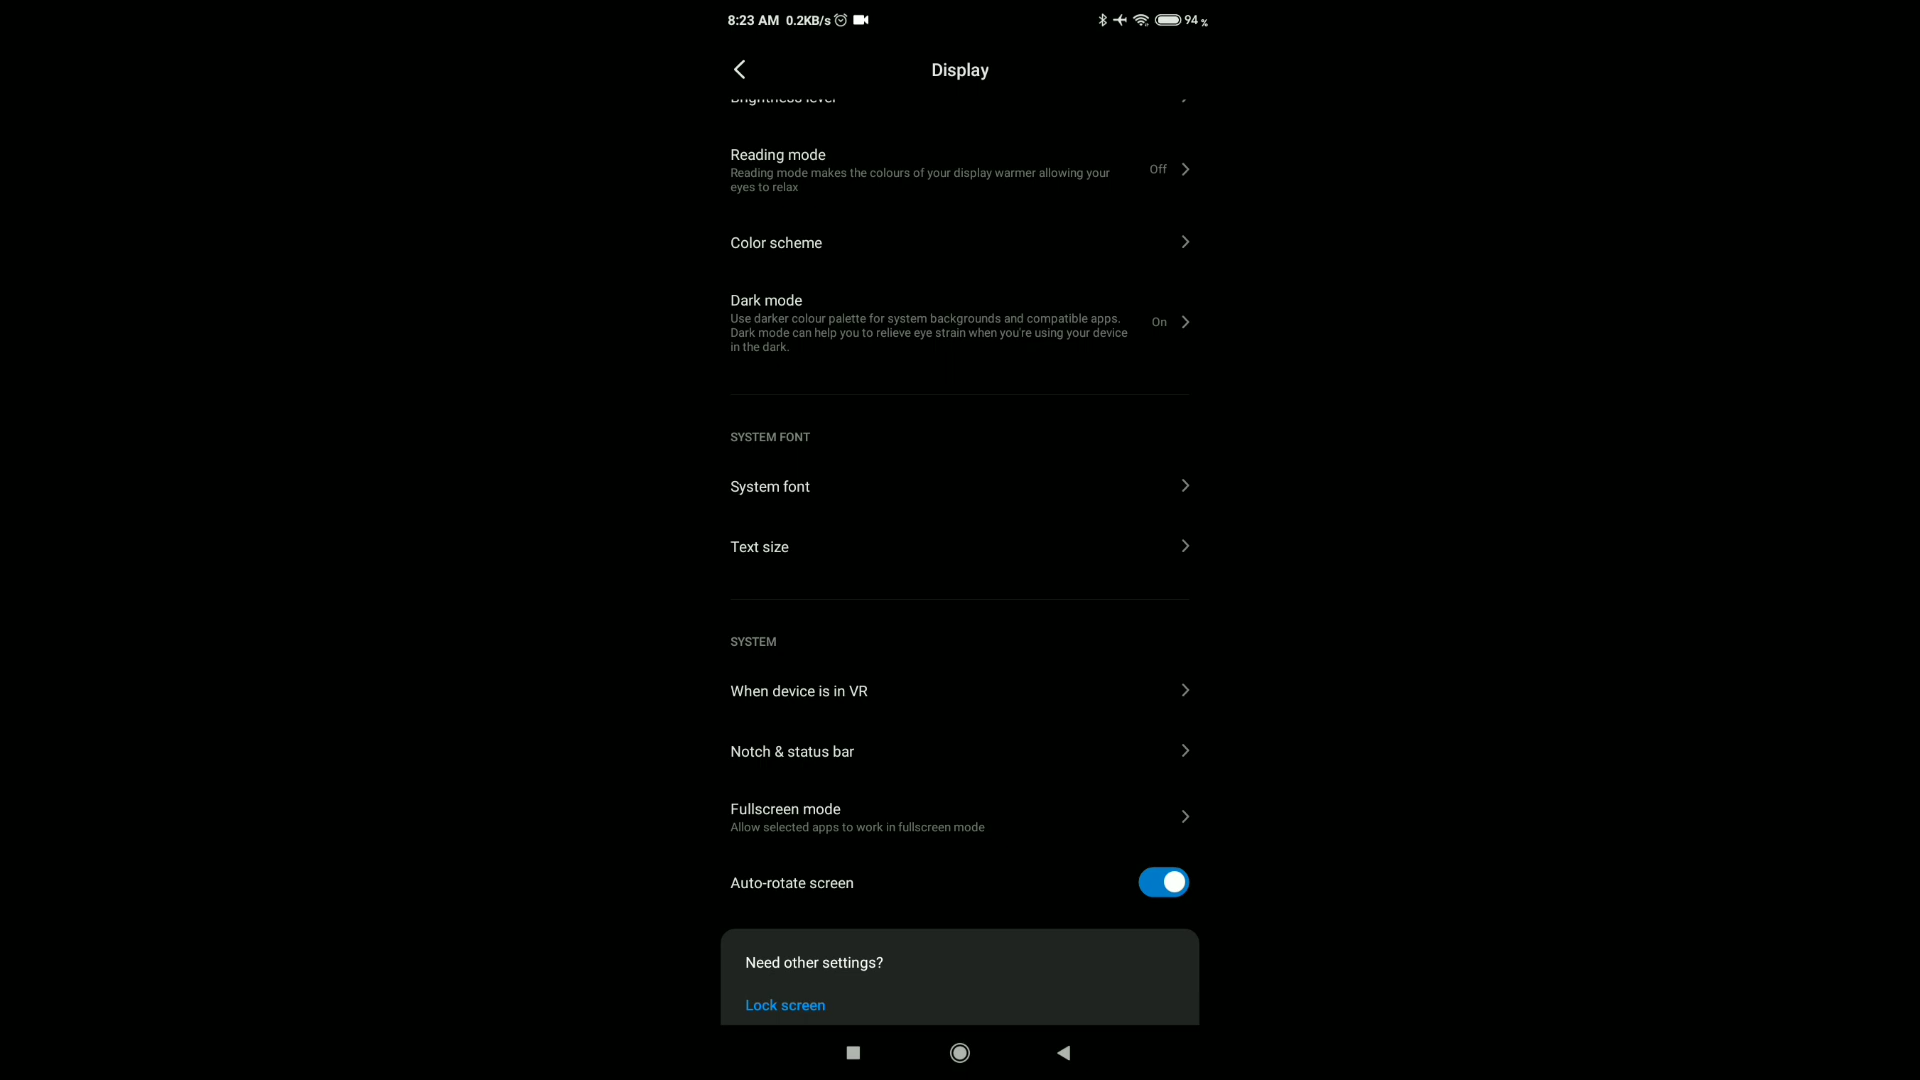 8:23 AM 0.2KB/s 94 %
Display
Brightness level
Reading mode
Reading mode makes the colours of your display warmer allowing your
eyes to relax
Off
Color scheme
Dark mode
Use darker colour palette for system backgrounds and compatible apps.
Dark mode can help you to relieve eye strain when you're using your device
in the dark.
On
SYSTEM FONT
System font
Text size
SYSTEM
When device is in VR
Notch & status bar
Fullscreen mode
Allow selected apps to work in fullscreen mode
Auto-rotate screen
Need other settings?
Lock screen